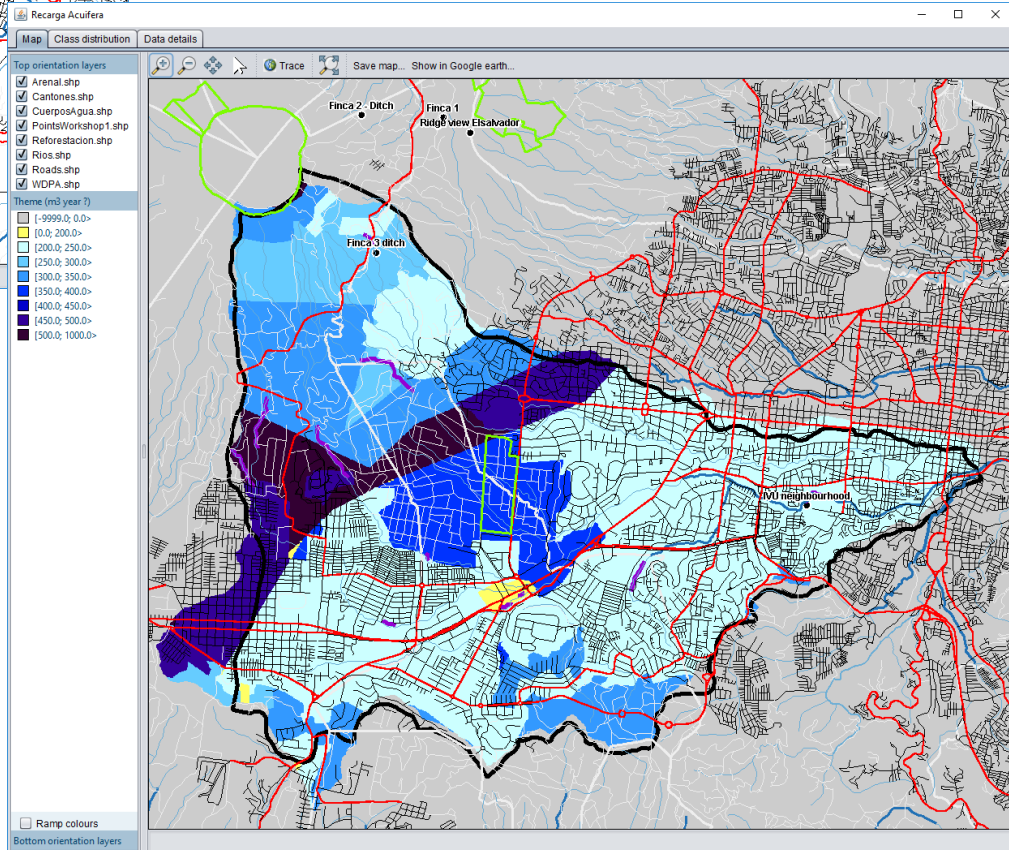 Recarga Acuifera
Map Class distribution Data details
Top orientation layers
Trace Save map... Show in Google earth...
Arenal.shp
Cantones.shp
CuerposAgua.shp
PointsWorkshop1.shp
Reforestacion.shp
Rios.shp
Roads.shp
WDPA.shp
Theme (m3 year ?)
[-9999.0; 0.0>
[0.0; 200.0>
[200.0; 250.0>
[250.0; 300.0>
[300.0; 350.0>
[350.0; 400.0>
[400.0; 450.0>
[450.0; 500.0>
[500.0; 1000.0>
Finca 2 - Ditch
Finca 1
Ridge view Elsalvador
Finca 3 ditch
IVU neighbourhood
Ramp colours
Bottom orientation layers